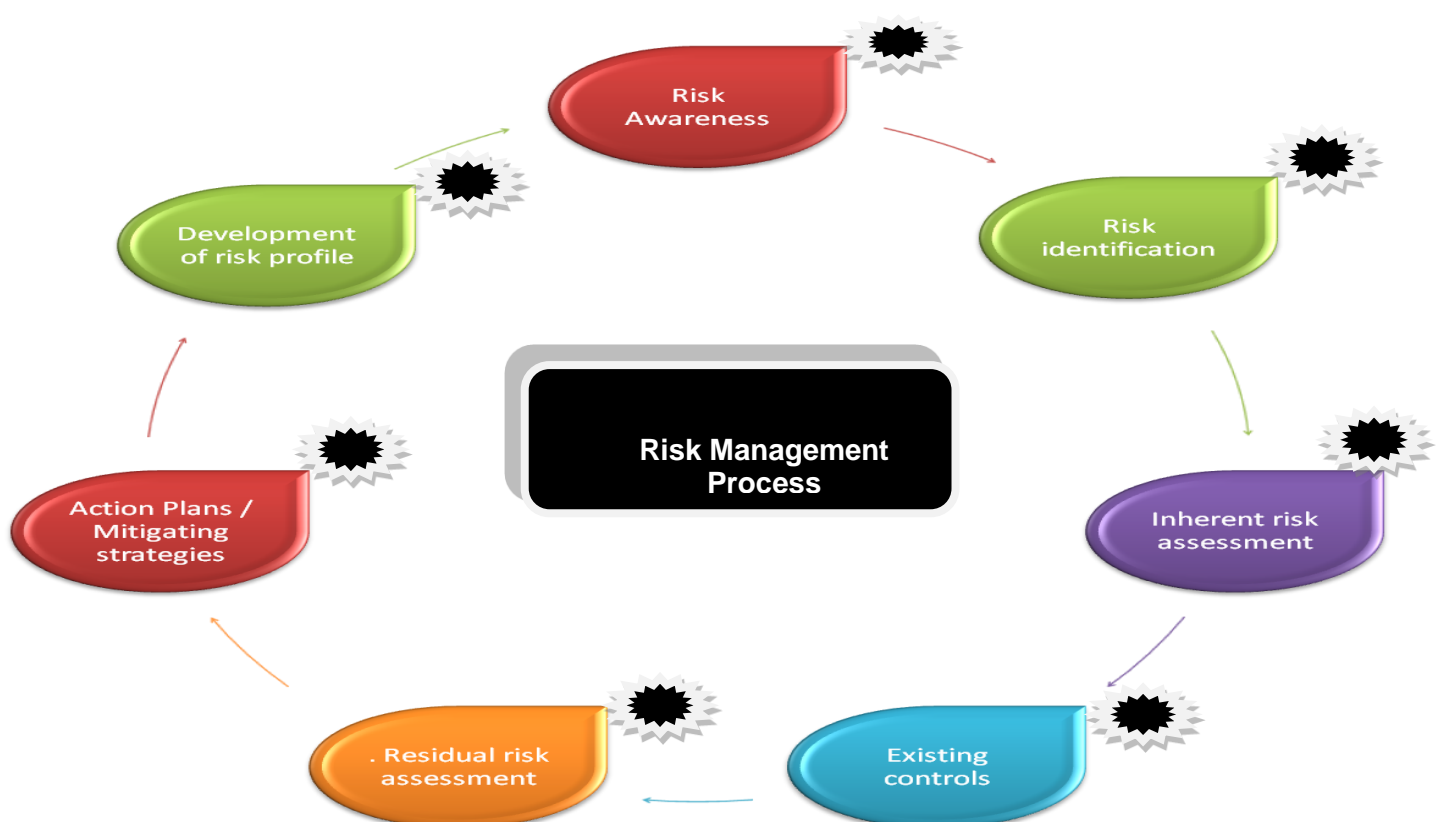 Risk
Awareness
Risk
identification
Inherent risk
assessment
Existing
controls
. Residual risk
assessment
Action Plans /
Mitigating
strategies
Development
of risk profile
Risk Management
Process